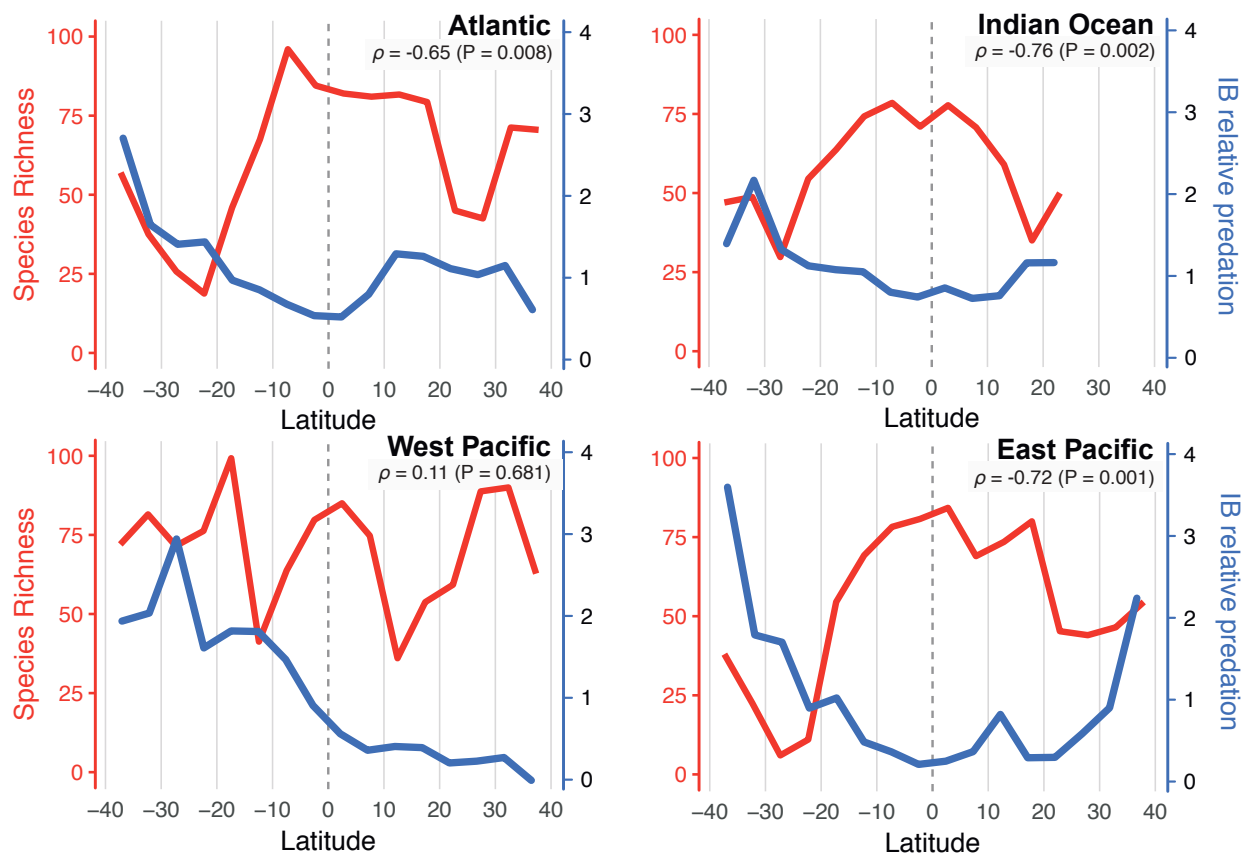 Atlantic
ρ = -0.65 (P = 0.008)
Species Richness
100
75
50
25
0
4
3
2
1
0
−40 −30 −20 −10 0 10 20 30 40
Latitude
Indian Ocean
ρ = -0.76 (P = 0.002)
100
75
50
25
0
4
3
2
1
0
IB relative predation
−40 −30 −20 −10 0 10 20 30 40
Latitude
West Pacific
ρ = 0.11 (P = 0.681)
Species Richness
100
75
50
25
0
4
3
2
1
0
−40 −30 −20 −10 0 10 20 30 40
Latitude
East Pacific
ρ = -0.72 (P = 0.001)
100
75
50
25
0
4
3
2
1
0
IB relative predation
−40 −30 −20 −10 0 10 20 30 40
Latitude